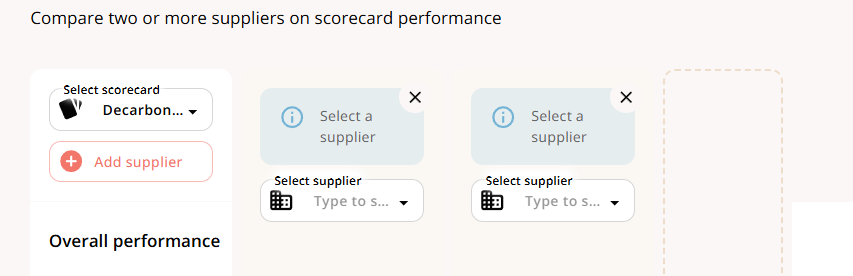 Compare two or more suppliers on scorecard performance
Select scorecard
Decarbon...
Add supplier
Overall performance
Select a
supplier
Select supplier
Type to s...
Select a
supplier
Select supplier
Type to s...